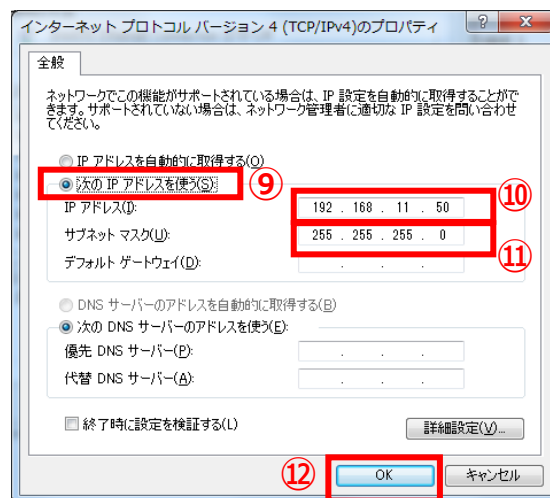 インターネット プロトコル バージョン 4 (TCP/IPv4)のプロパティ
?
x
全般
ネットワークでこの機能がサポートされている場合は、IP 設定を自動的に取得することがで
きます。サポートされていない場合は、ネットワーク管理者に適切な IP 設定を問い合わせ
てください。
IP アドレスを自動的に取得する(O)
次の IP アドレスを使う(S): ⑨
IP アドレス(I): 192 . 168 . 11 . 50 ⑩
サブネット マスク(U): 255 . 255 . 255 . 0 ⑪
デフォルト ゲートウェイ(D): . . .
DNS サーバーのアドレスを自動的に取得する(B)
次の DNS サーバーのアドレスを使う(E):
優先 DNS サーバー(P): . . .
代替 DNS サーバー(A): . . .
終了時に設定を検証する(L)
詳細設定(V)...
⑫ OK キャンセル